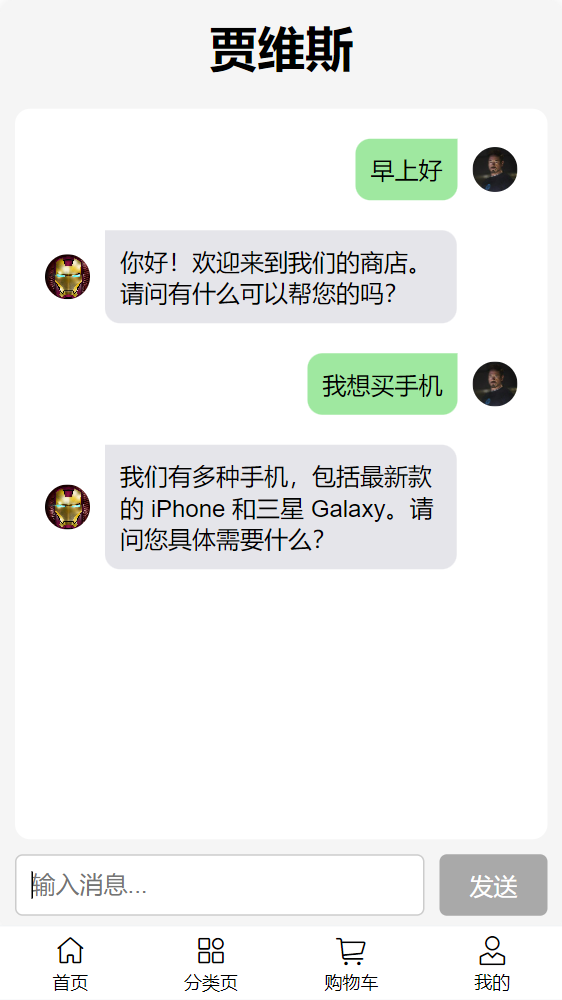 贾维斯
早上好
你好！欢迎来到我们的商店。
请问有什么可以帮您的吗？
我想买手机
我们有多种手机，包括最新款
的 iPhone 和三星 Galaxy。请
问您具体需要什么？
输入消息...
发送
首页
分类页
购物车
我的